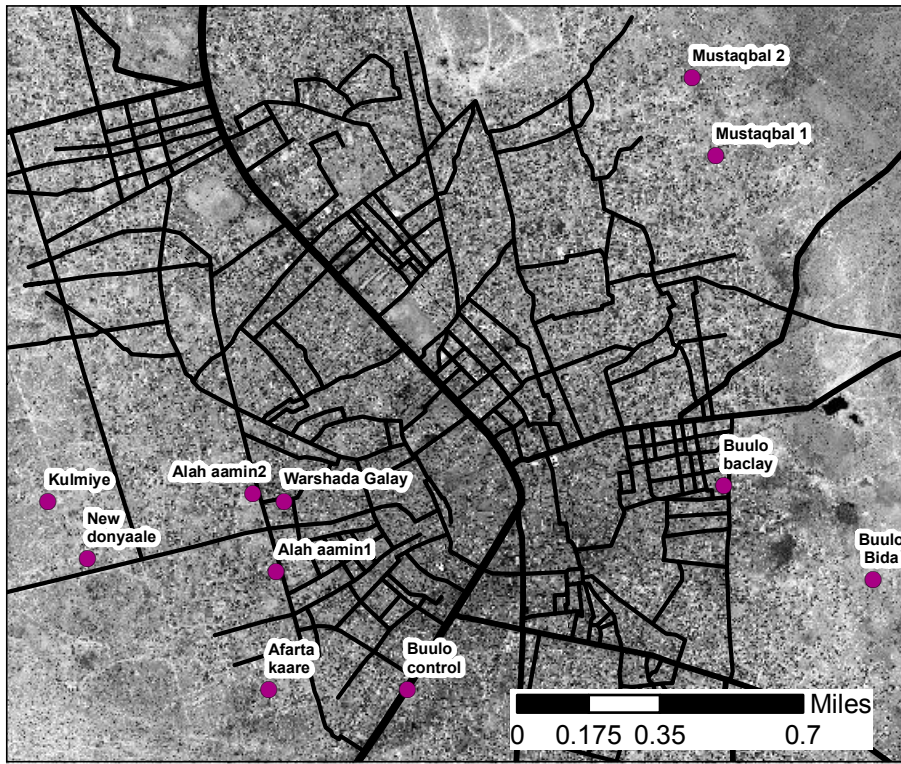 Mustaqbal 2
Mustaqbal 1
Buulo
baclay
Alah aamin2
Warshada Galay
Kulmiye
New
donyaale
Alah aamin1
Buulo
Bida
Afarta
kaare
Buulo
control
Miles
0 0.175 0.35 0.7